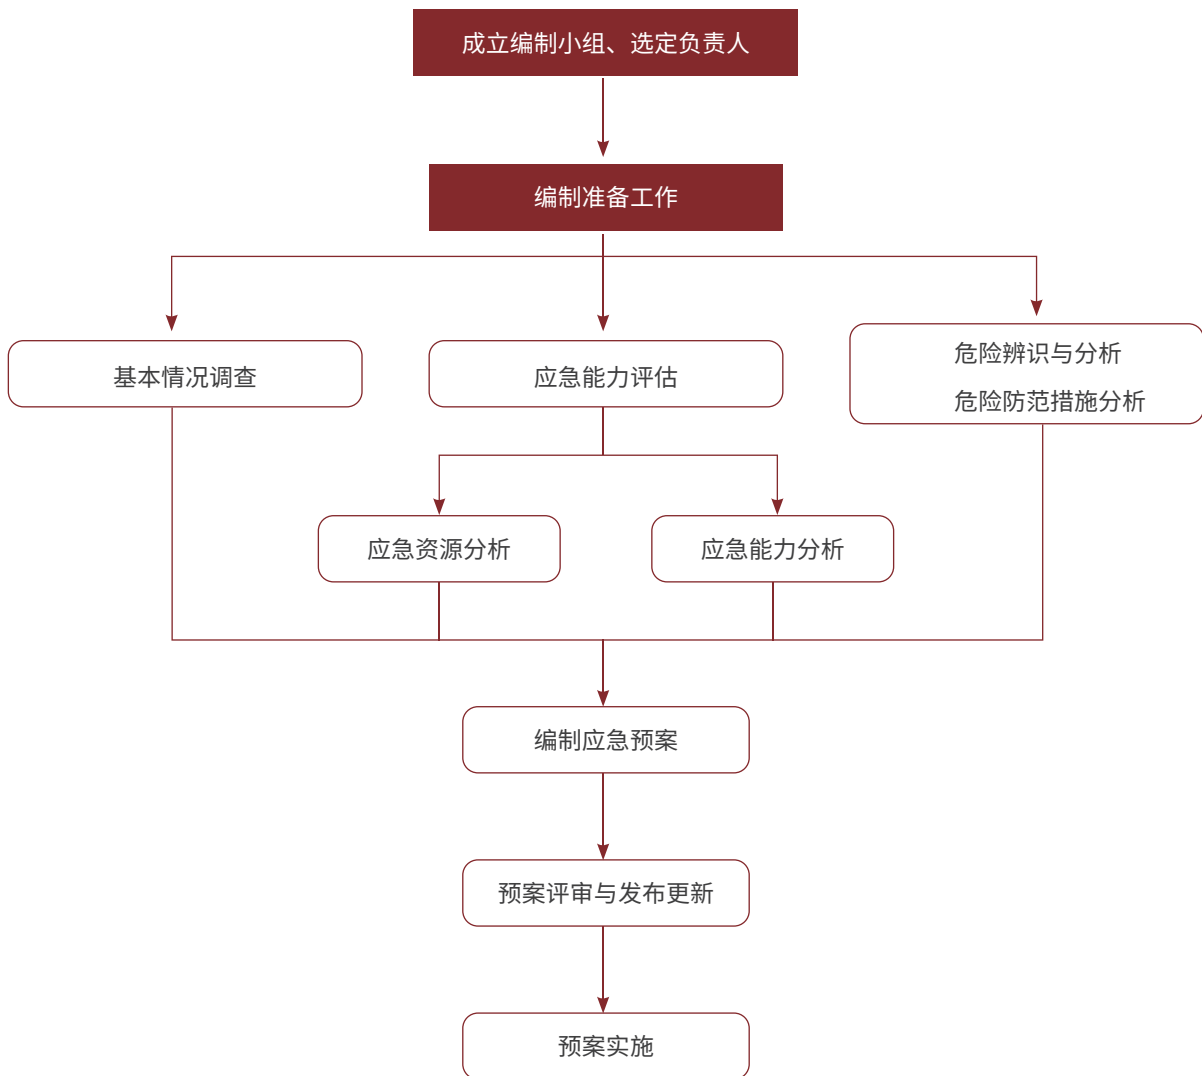 成立编制小组、选定负责人
编制准备工作
基本情况调查
应急能力评估
危险辨识与分析
危险防范措施分析
应急资源分析
应急能力分析
编制应急预案
预案评审与发布更新
预案实施